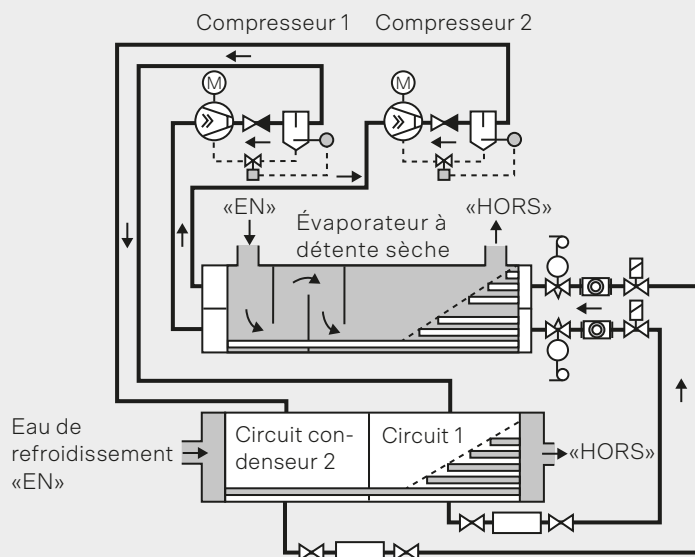 Compresseur 1
Compresseur 2
M
M
«EN»
Évaporateur à
détente sèche
«HORS»
Eau de
refroidissement
«EN»
Circuit con-
denseur 2
Circuit 1
«HORS»